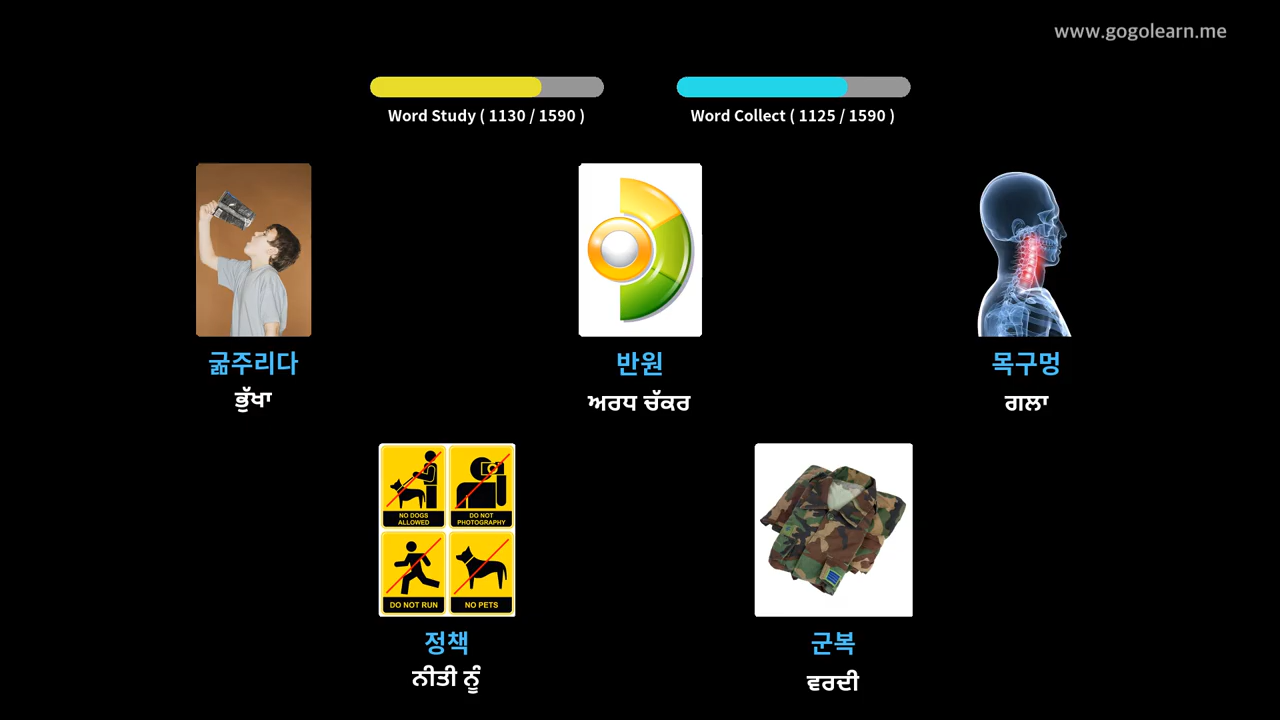 www.gogolearn.me
Word Study ( 1130 / 1590 )
Word Collect ( 1125 / 1590 )
굶주리다
ਭੁੱਖਾ
반원
ਅਰਧ ਚੱਕਰ
목구멍
ਗਲਾ
NO DOGS
ALLOWED
DO NOT
PHOTOGRAPHY
DO NOT RUN
NO PETS
정책
ਨੀਤੀ ਨੂੰ
군복
ਵਰਦੀ